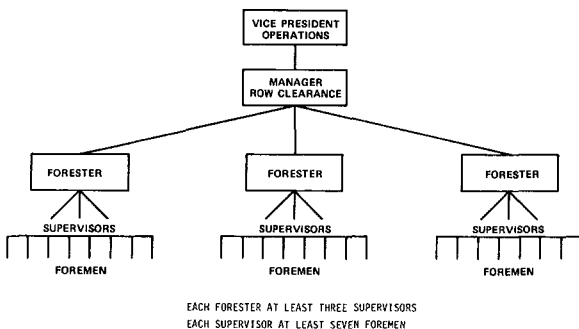 VICE PRESIDENT
OPERATIONS
MANAGER
ROW CLEARANCE
FORESTER
FORESTER
FORESTER
SUPERVISORS
SUPERVISORS
SUPERVISORS
FOREMEN
FOREMEN
FOREMEN
EACH FORESTER AT LEAST THREE SUPERVISORS
EACH SUPERVISOR AT LEAST SEVEN FOREMEN